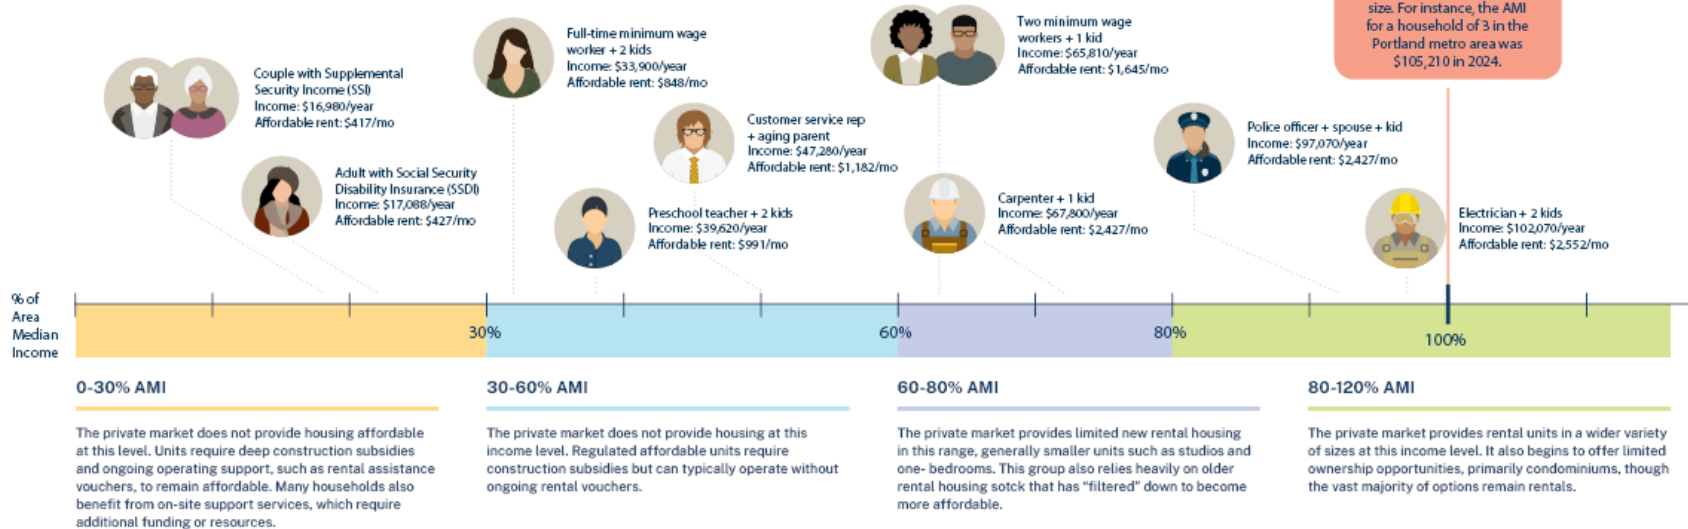 size. For instance, the AMI
for a household of 3 in the
Portland metro area was
$105,210 in 2024.
Couple with Supplemental
Security Income (SSI)
Income: $16,980/year
Affordable rent: $417/mo
Adult with Social Security
Disability Insurance (SSDI)
Income: $17,088/year
Affordable rent: $427/mo
Full-time minimum wage
worker + 2 kids
Income: $33,900/year
Affordable rent: $848/mo
Preschool teacher + 2 kids
Income: $39,620/year
Affordable rent: $991/mo
Customer service rep
+ aging parent
Income: $47,280/year
Affordable rent: $1,182/mo
Two minimum wage
workers + 1 kid
Income: $65,810/year
Affordable rent: $1,645/mo
Carpenter + 1 kid
Income: $67,800/year
Affordable rent: $2,427/mo
Police officer + spouse + kid
Income: $97,070/year
Affordable rent: $2,427/mo
Electrician + 2 kids
Income: $102,070/year
Affordable rent: $2,552/mo
% of
Area
Median
Income
30%
60%
80%
100%
0-30% AMI
The private market does not provide housing affordable
at this level. Units require deep construction subsidies
and ongoing operating support, such as rental assistance
vouchers, to remain affordable. Many households also
benefit from on-site support services, which require
additional funding or resources.
30-60% AMI
The private market does not provide housing at this
income level. Regulated affordable units require
construction subsidies but can typically operate without
ongoing rental vouchers.
60-80% AMI
The private market provides limited new rental housing
in this range, generally smaller units such as studios and
one- bedrooms. This group also relies heavily on older
rental housing sotck that has "filtered" down to become
more affordable.
80-120% AMI
The private market provides rental units in a wider variety
of sizes at this income level. It also begins to offer limited
ownership opportunities, primarily condominiums, though
the vast majority of options remain rentals.